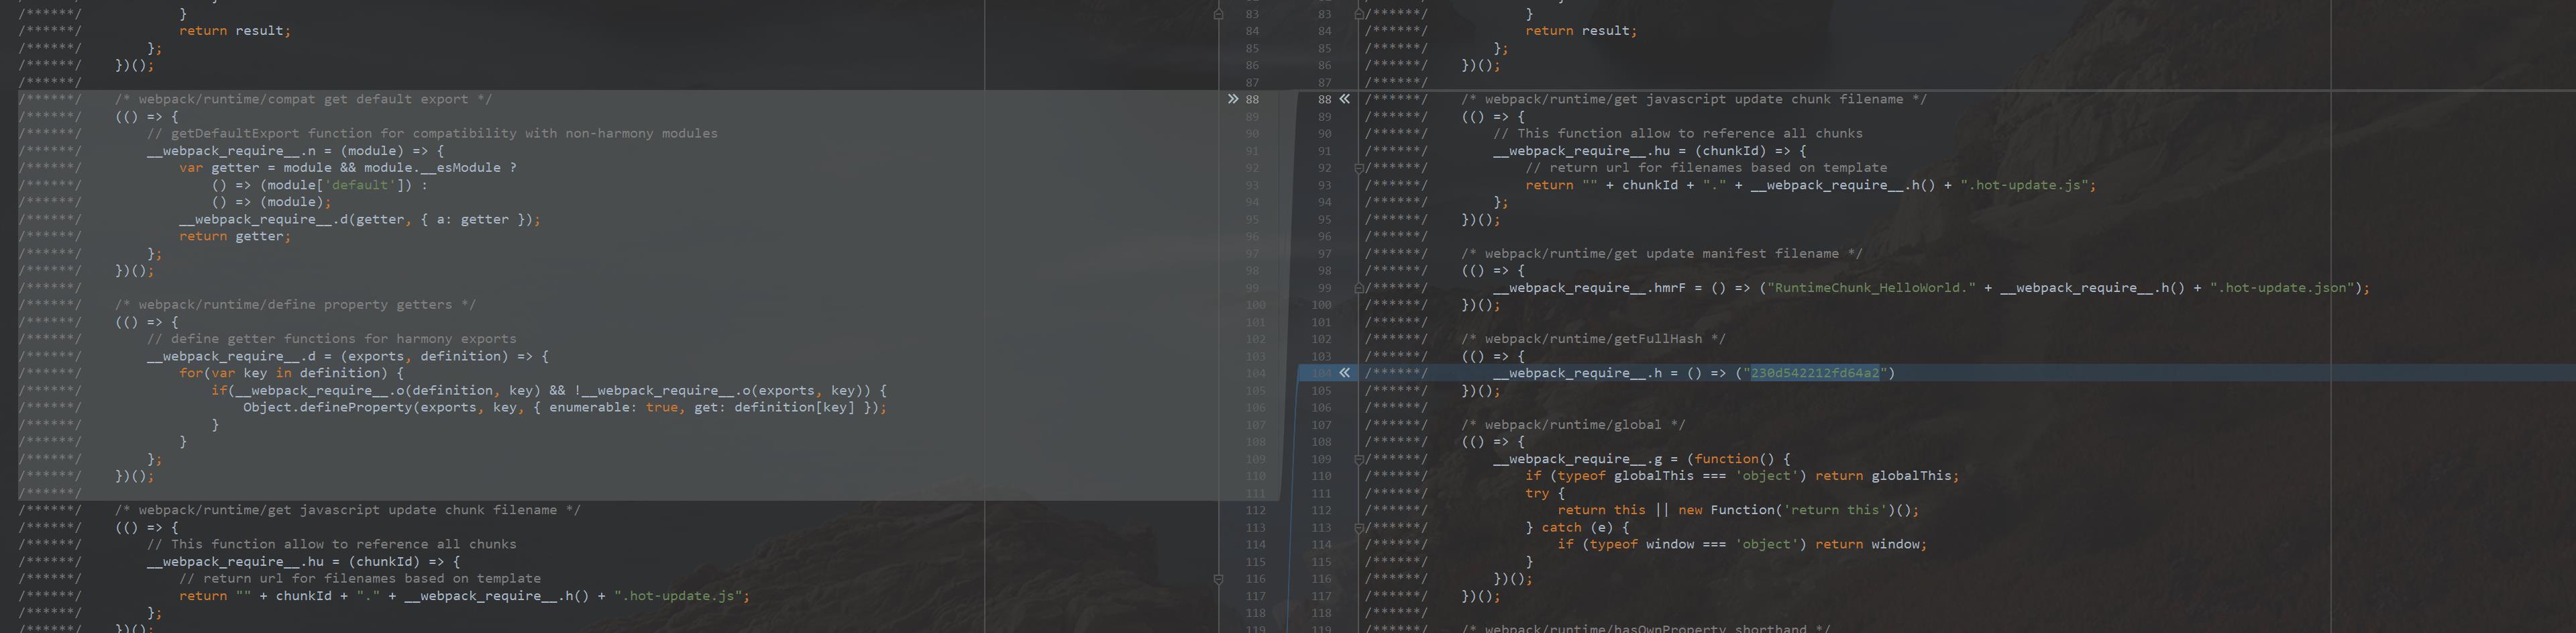 /******/             }
/******/             return result;
/******/         };
/******/     })();
/******/
/******/     /* webpack/runtime/compat get default export */
/******/     (() => {
/******/         // getDefaultExport function for compatibility with non-harmony modules
/******/         __webpack_require__.n = (module) => {
/******/             var getter = module && module.__esModule ?
/******/                 () => (module['default']) :
/******/                 () => (module);
/******/             __webpack_require__.d(getter, { a: getter });
/******/             return getter;
/******/         };
/******/     })();
/******/
/******/     /* webpack/runtime/define property getters */
/******/     (() => {
/******/         // define getter functions for harmony exports
/******/         __webpack_require__.d = (exports, definition) => {
/******/             for(var key in definition) {
/******/                 if(__webpack_require__.o(definition, key) && !__webpack_require__.o(exports, key)) {
/******/                     Object.defineProperty(exports, key, { enumerable: true, get: definition[key] });
/******/                 }
/******/             }
/******/         };
/******/     })();
/******/
/******/     /* webpack/runtime/get javascript update chunk filename */
/******/     (() => {
/******/         // This function allow to reference all chunks
/******/         __webpack_require__.hu = (chunkId) => {
/******/             // return url for filenames based on template
/******/             return "" + chunkId + "." + __webpack_require__.h() + ".hot-update.js";
/******/         };
/******/     })();
83 83
84 84
85 85
86 86
87 87
» 88 88 «
89 89
90 90
91 91
92 92
93 93
94 94
95 95
96 96
97 97
98 98
99 99
100 100
101 101
102 102
103 103
104 104 «
105 105
106 106
107 107
108 108
109 109
110 110
111 111
112 112
113 113
114 114
115 115
116 116
117 117
118 118
119 119
/******/             }
/******/             return result;
/******/         };
/******/     })();
/******/
/******/     /* webpack/runtime/get javascript update chunk filename */
/******/     (() => {
/******/         // This function allow to reference all chunks
/******/         __webpack_require__.hu = (chunkId) => {
/******/             // return url for filenames based on template
/******/             return "" + chunkId + "." + __webpack_require__.h() + ".hot-update.js";
/******/         };
/******/     })();
/******/
/******/     /* webpack/runtime/get update manifest filename */
/******/     (() => {
/******/         __webpack_require__.hmrF = () => ("RuntimeChunk_HelloWorld." + __webpack_require__.h() + ".hot-update.json");
/******/     })();
/******/
/******/     /* webpack/runtime/getFullHash */
/******/     (() => {
/******/         __webpack_require__.h = () => ("230d542212fd64a2")
/******/     })();
/******/
/******/     /* webpack/runtime/global */
/******/     (() => {
/******/         __webpack_require__.g = (function() {
/******/             if (typeof globalThis === 'object') return globalThis;
/******/             try {
/******/                 return this || new Function('return this')();
/******/             } catch (e) {
/******/                 if (typeof window === 'object') return window;
/******/             }
/******/         })();
/******/     })();
/******/
/******/     /* webpack/runtime/hasOwnProperty shorthand */